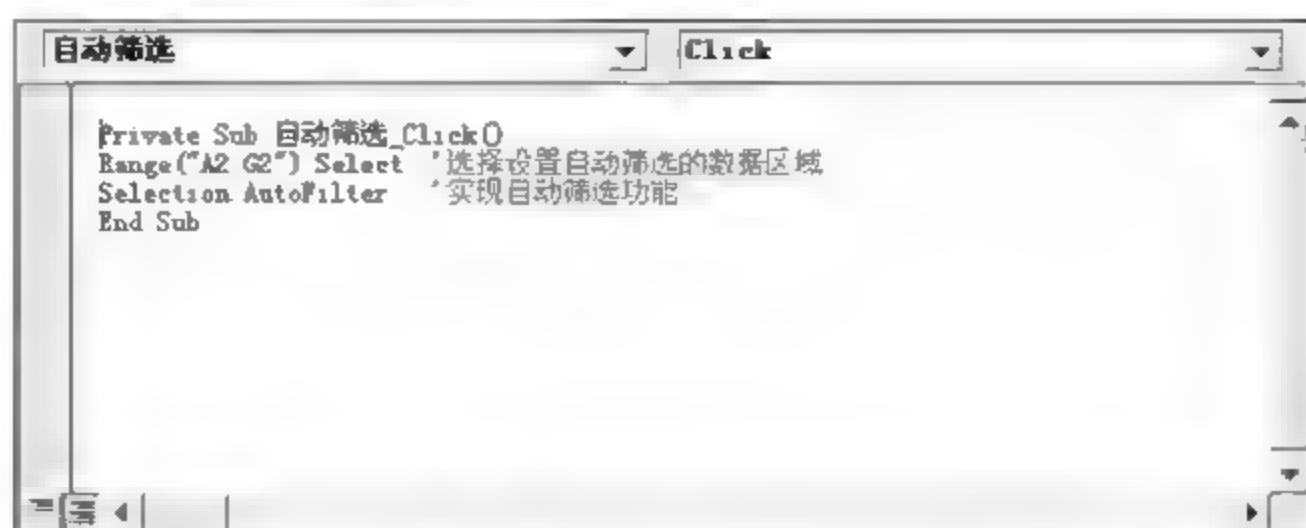 自动筛选
Click
Private Sub 自动筛选_Click()
Range("A2 G2") Select '选择设置自动筛选的数据区域
Selection AutoFilter '实现自动筛选功能
End Sub